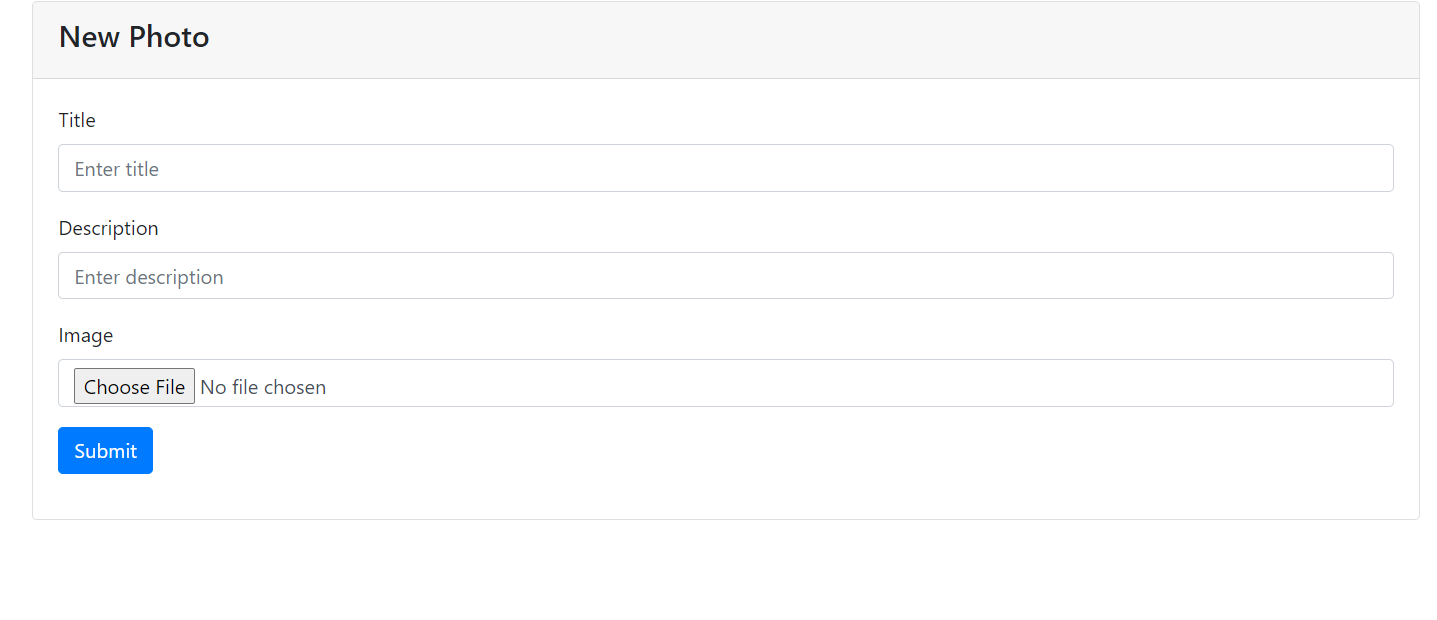 New Photo
Title
Enter title
Description
Enter description
Image
Choose File No file chosen
Submit